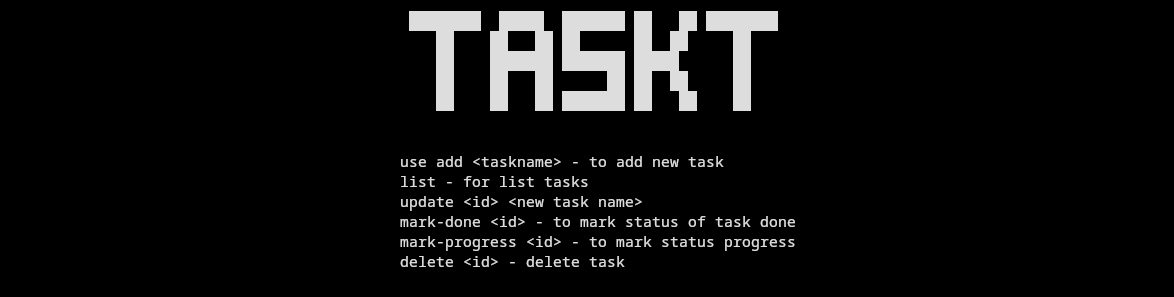 TASKT
use add <taskname> - to add new task
list - for list tasks
update <id> <new task name>
mark-done <id> - to mark status of task done
mark-progress <id> - to mark status progress
delete <id> - delete task